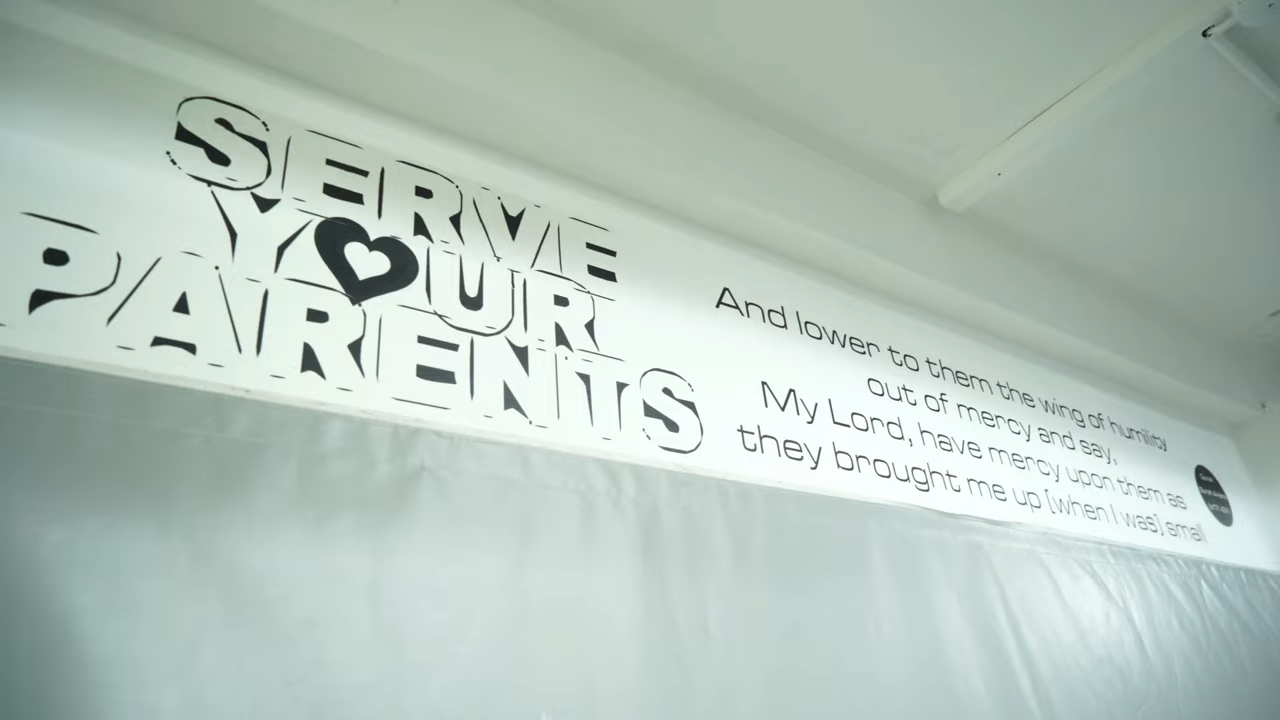 SERVE
YOUR
PARENTS
And lower to them the wing of humility
out of mercy and say,
My Lord, have mercy upon them as
they brought me up [when I was] small